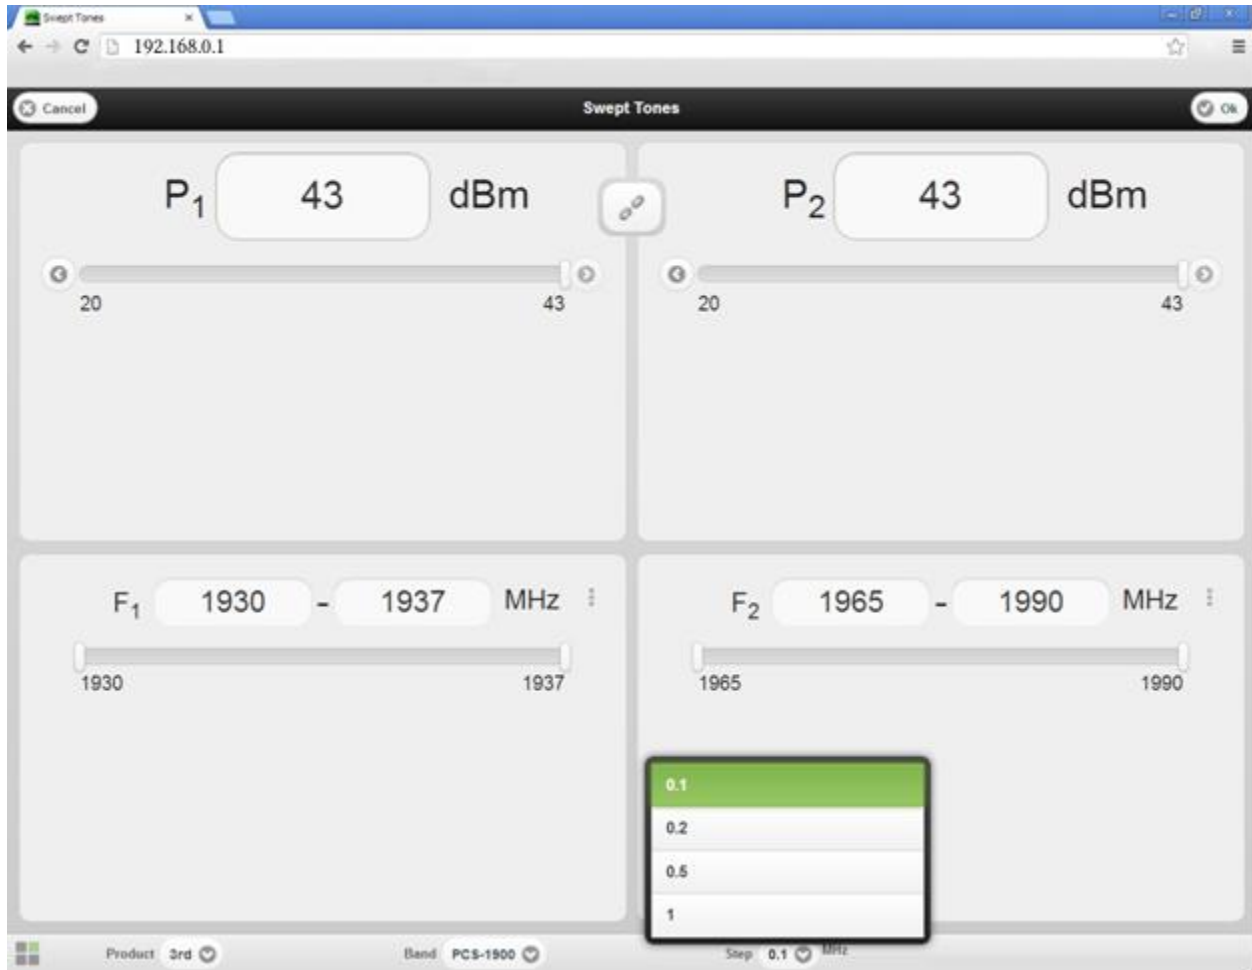 Swept Tones
192.168.0.1
Cancel Swept Tones Ok
P1 43 dBm P2 43 dBm
20 43 20 43
F1 1930 - 1937 MHz F2 1965 - 1990 MHz
1930 1937 1965 1990
0.1
0.2
0.5
1
Product 3rd Band PCS-1900 Step 0.1 MHz